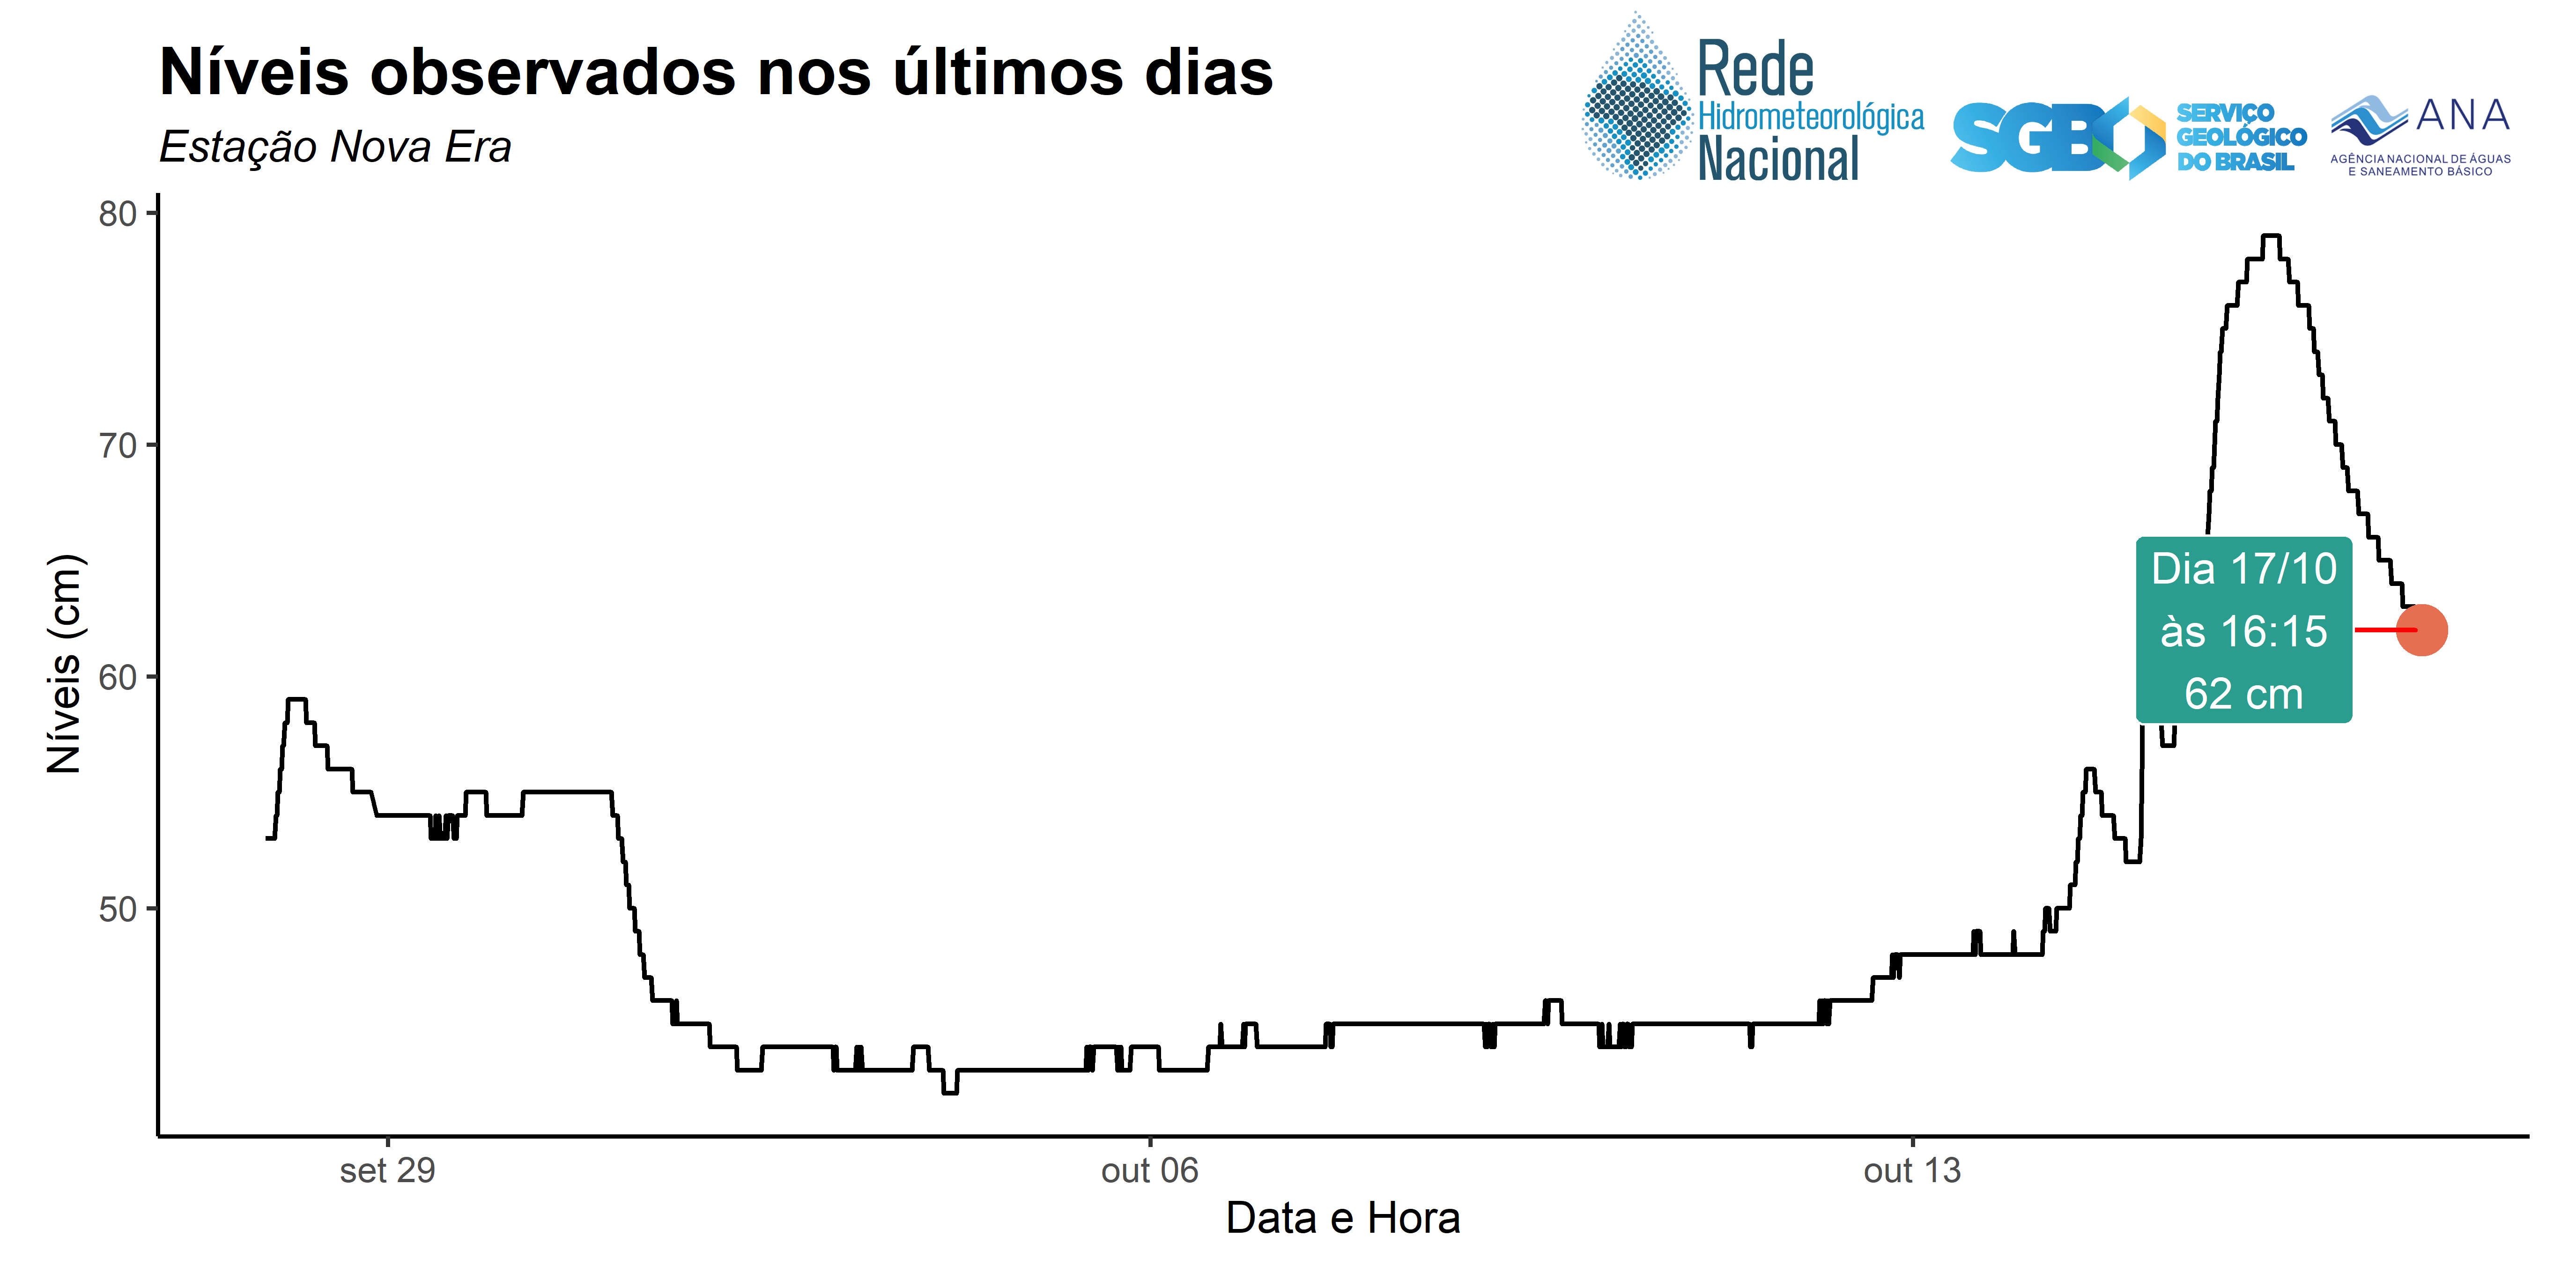 Níveis observados nos últimos dias
Estação Nova Era
Rede
Hidrometeorológica
Nacional
SGB
SERVIÇO
GEOLÓGICO
DO BRASIL
ANA
AGÊNCIA NACIONAL DE ÁGUAS
E SANEAMENTO BÁSICO
Níveis (cm)
80
70
60
50
Dia 17/10
às 16:15
62 cm
set 29
out 06
out 13
Data e Hora